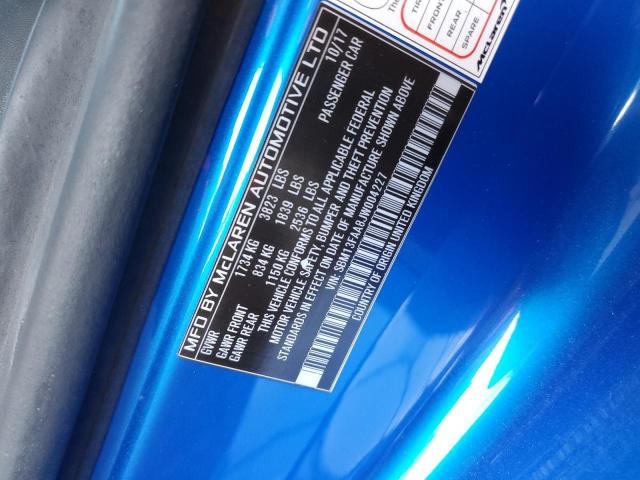 MFD BY McLAREN AUTOMOTIVE LTD
10/17
GVWR 1734 KG 3823 LBS PASSENGER CAR
GAWR FRONT 834 KG 1839 LBS
GAWR REAR 1150 KG 2536 LBS
THIS VEHICLE CONFORMS TO ALL APPLICABLE FEDERAL
MOTOR VEHICLE SAFETY, BUMPER AND THEFT PREVENTION
STANDARDS IN EFFECT ON DATE OF MANUFACTURE SHOWN ABOVE
VIN: SBM13FAA8JW004227
COUNTRY OF ORIGIN UNITED KINGDOM
The
FRONT
REAR
SPARE
McLaren